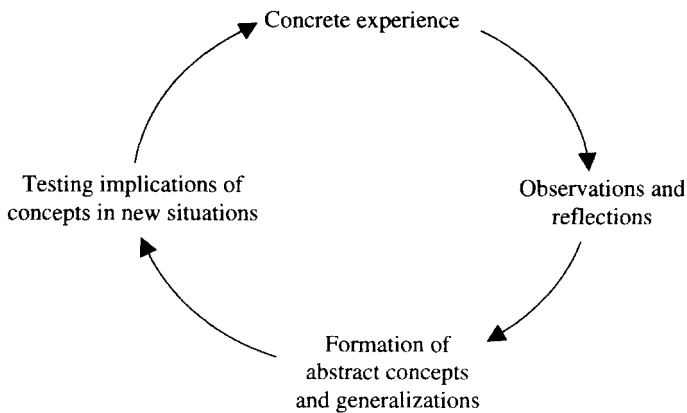 Concrete experience
Observations and
reflections
Formation of
abstract concepts
and generalizations
Testing implications of
concepts in new situations